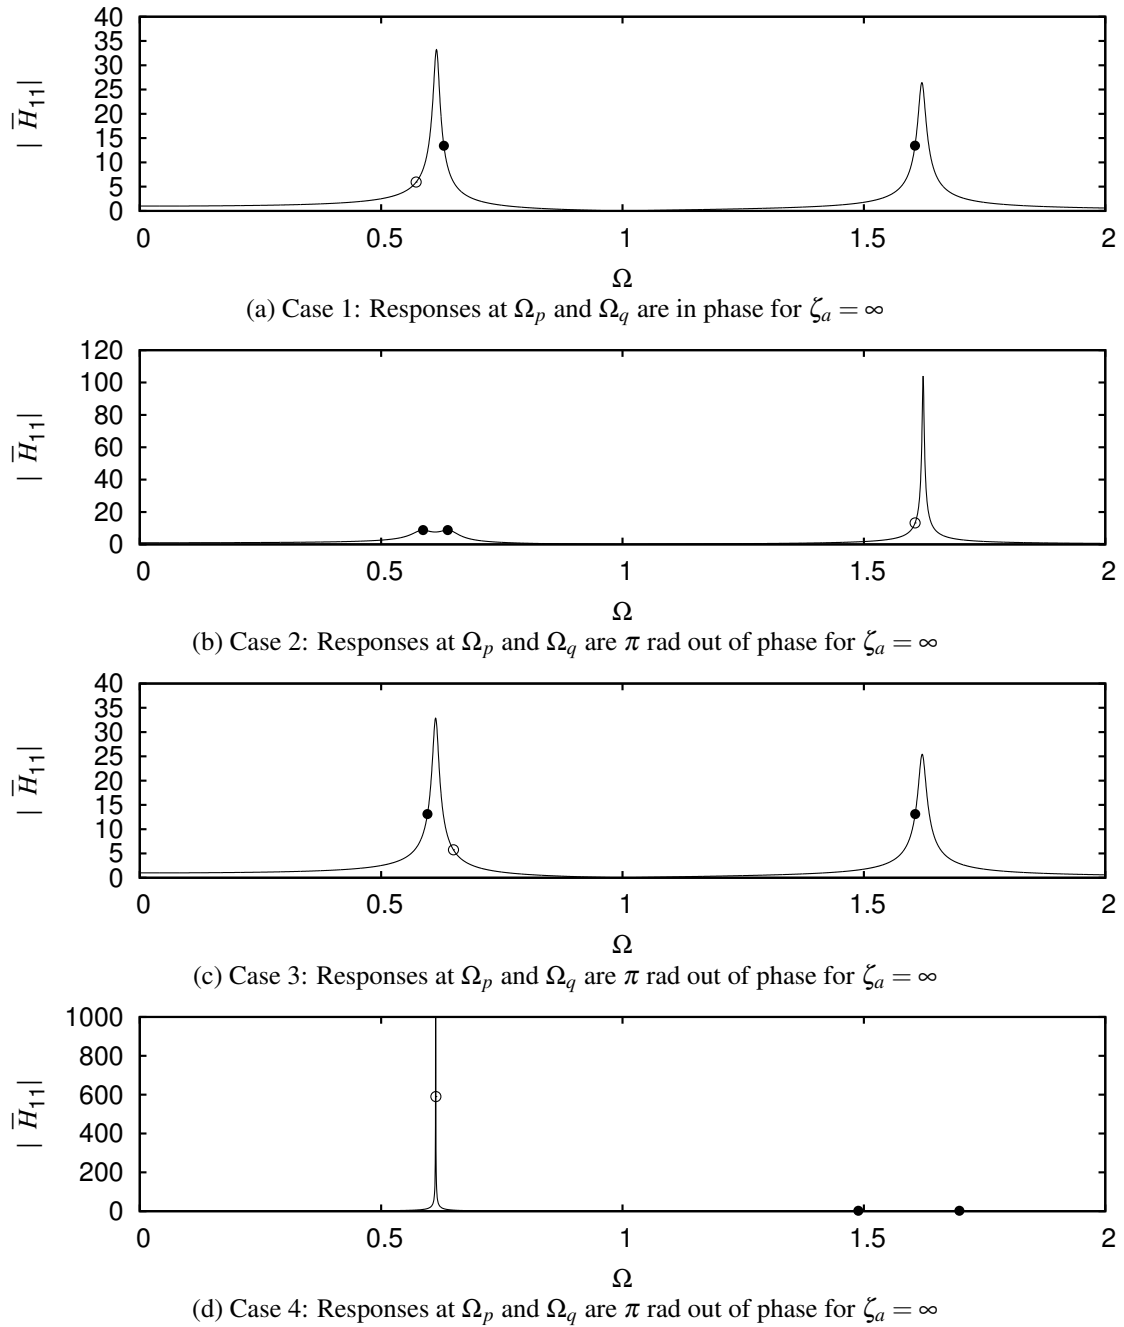 40
35
30
25
20
15
10
5
0
| H̅₁₁|
0 0.5 1 1.5 2
Ω
(a) Case 1: Responses at Ωₚ and Ω_q are in phase for ζₐ = ∞
120
100
80
60
40
20
0
| H̅₁₁|
0 0.5 1 1.5 2
Ω
(b) Case 2: Responses at Ωₚ and Ω_q are π rad out of phase for ζₐ = ∞
40
35
30
25
20
15
10
5
0
| H̅₁₁|
0 0.5 1 1.5 2
Ω
(c) Case 3: Responses at Ωₚ and Ω_q are π rad out of phase for ζₐ = ∞
1000
800
600
400
200
0
| H̅₁₁|
0 0.5 1 1.5 2
Ω
(d) Case 4: Responses at Ωₚ and Ω_q are π rad out of phase for ζₐ = ∞